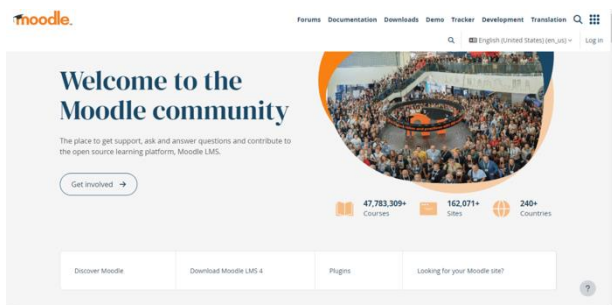 moodle.
Forums Documentation Downloads Demo Tracker Development Translation
English (United States) (en_us)
Log in
Welcome to the
Moodle community
The place to get support, ask and answer questions and contribute to
the open source learning platform, Moodle LMS.
Get involved →
47,783,309+
Courses
162,071+
Sites
240+
Countries
Discover Moodle
Download Moodle LMS 4
Plugins
Looking for your Moodle site?
?